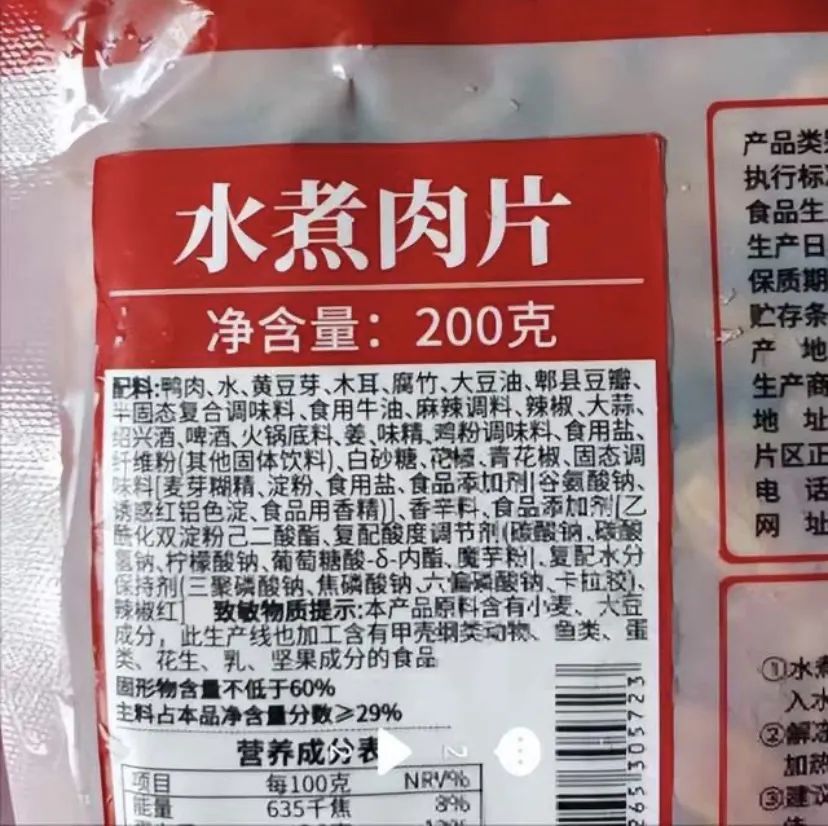 水煮肉片
净含量：200克
配料:鸭肉、水、黄豆芽、木耳、腐竹、大豆油、郫县豆瓣、
半固态复合调味料、食用牛油、麻辣调料、辣椒、大蒜、
绍兴酒、啤酒、火锅底料、姜、味精、鸡粉调味料、食用盐、
纤维粉(其他固体饮料)、白砂糖、花椒、青花椒、固态调
味料[麦芽糊精、淀粉、食用盐、食品添加剂(谷氨酸钠、
诱惑红铝色淀、食品用香精)]、香辛料、食品添加剂[乙
酰化双淀粉己二酸酯、复配酸度调节剂(碳酸钠、碳酸
氢钠、柠檬酸钠、葡萄糖酸-δ-内酯、魔芋粉)、复配水分
保持剂(三聚磷酸钠、焦磷酸钠、六偏磷酸钠、卡拉胶)、
辣椒红] 致敏物质提示:本产品原料含有小麦、大豆
成分，此生产线也加工含有甲壳纲类动物、鱼类、蛋
类、花生、乳、坚果成分的食品
固形物含量不低于60%
主料占本品净含量分数≥29%
营养成分表
项目 每100克 NRV%
能量 635千焦 8%
265305723
产品类
执行标
食品生
生产日
保质期
贮存条
产 地
生产商
地 址
片区正
电 话
网 址
①水煮
入水
②解冻
加热
③建议
2